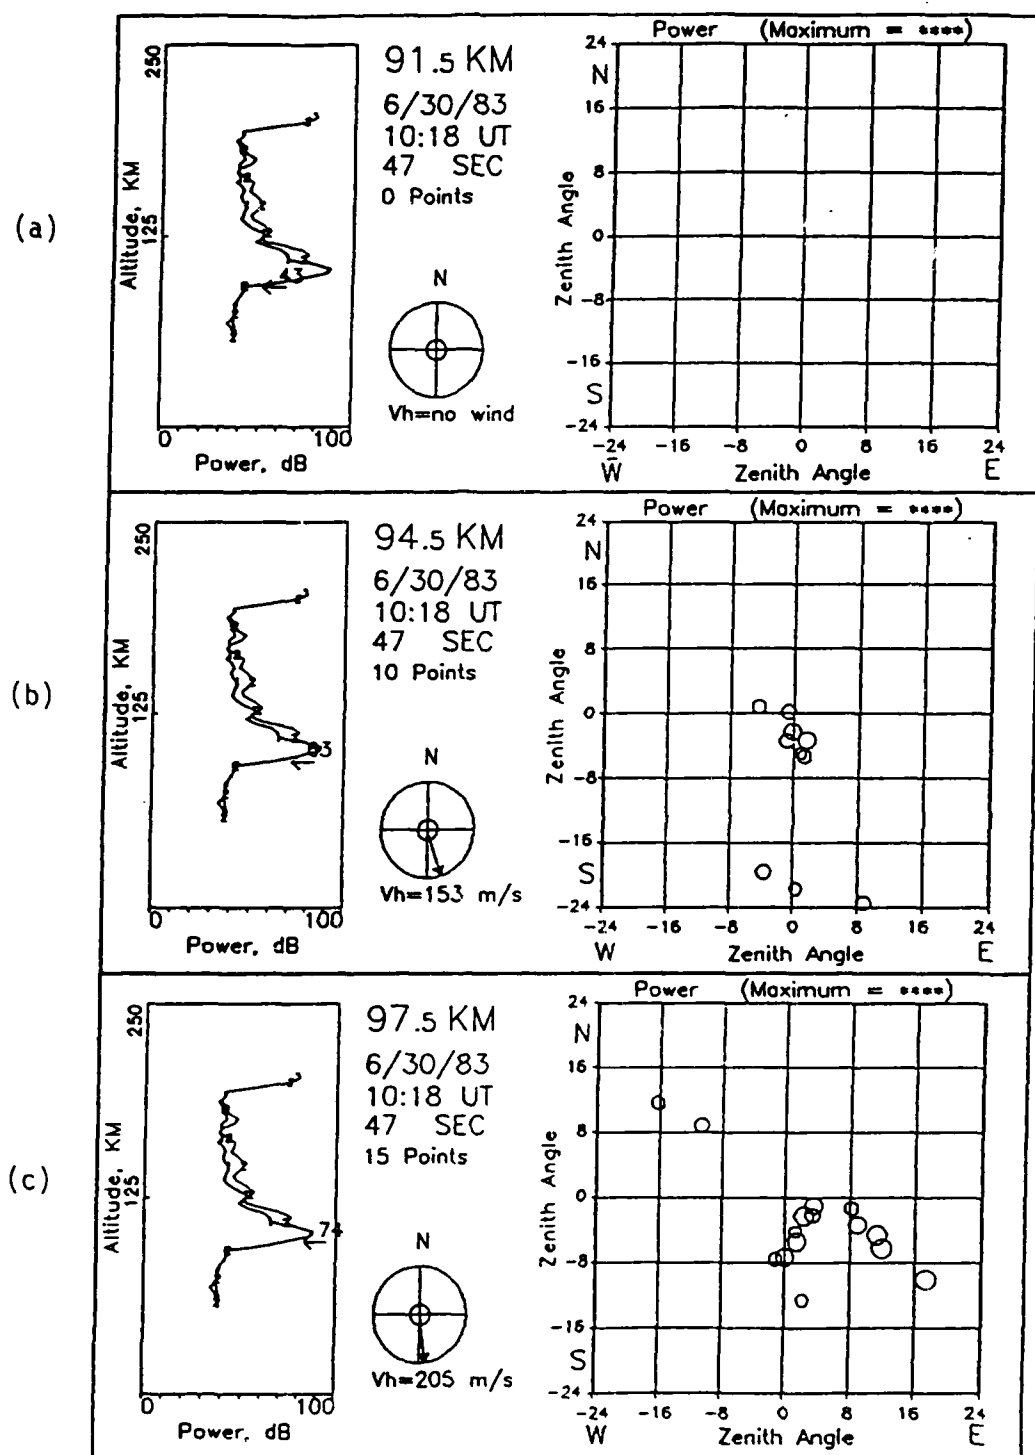 (a)
250
125
Altitude, KM
43
0
100
Power, dB
91.5 KM
6/30/83
10:18 UT
47 SEC
0 Points
N
Vh=no wind
Power (Maximum = ****)
24
N
16
8
0
-8
-16
S
-24
Zenith Angle
-24 -16 -8 0 8 16 24
W Zenith Angle E
(b)
250
125
Altitude, KM
3
0
100
Power, dB
94.5 KM
6/30/83
10:18 UT
47 SEC
10 Points
N
Vh=153 m/s
Power (Maximum = ****)
24
N
16
8
0
-8
-16
S
-24
Zenith Angle
-24 -16 -8 0 8 16 24
W Zenith Angle E
(c)
250
125
Altitude, KM
74
0
100
Power, dB
97.5 KM
6/30/83
10:18 UT
47 SEC
15 Points
N
Vh=205 m/s
Power (Maximum = ****)
24
N
16
8
0
-8
-16
S
-24
Zenith Angle
-24 -16 -8 0 8 16 24
W Zenith Angle E